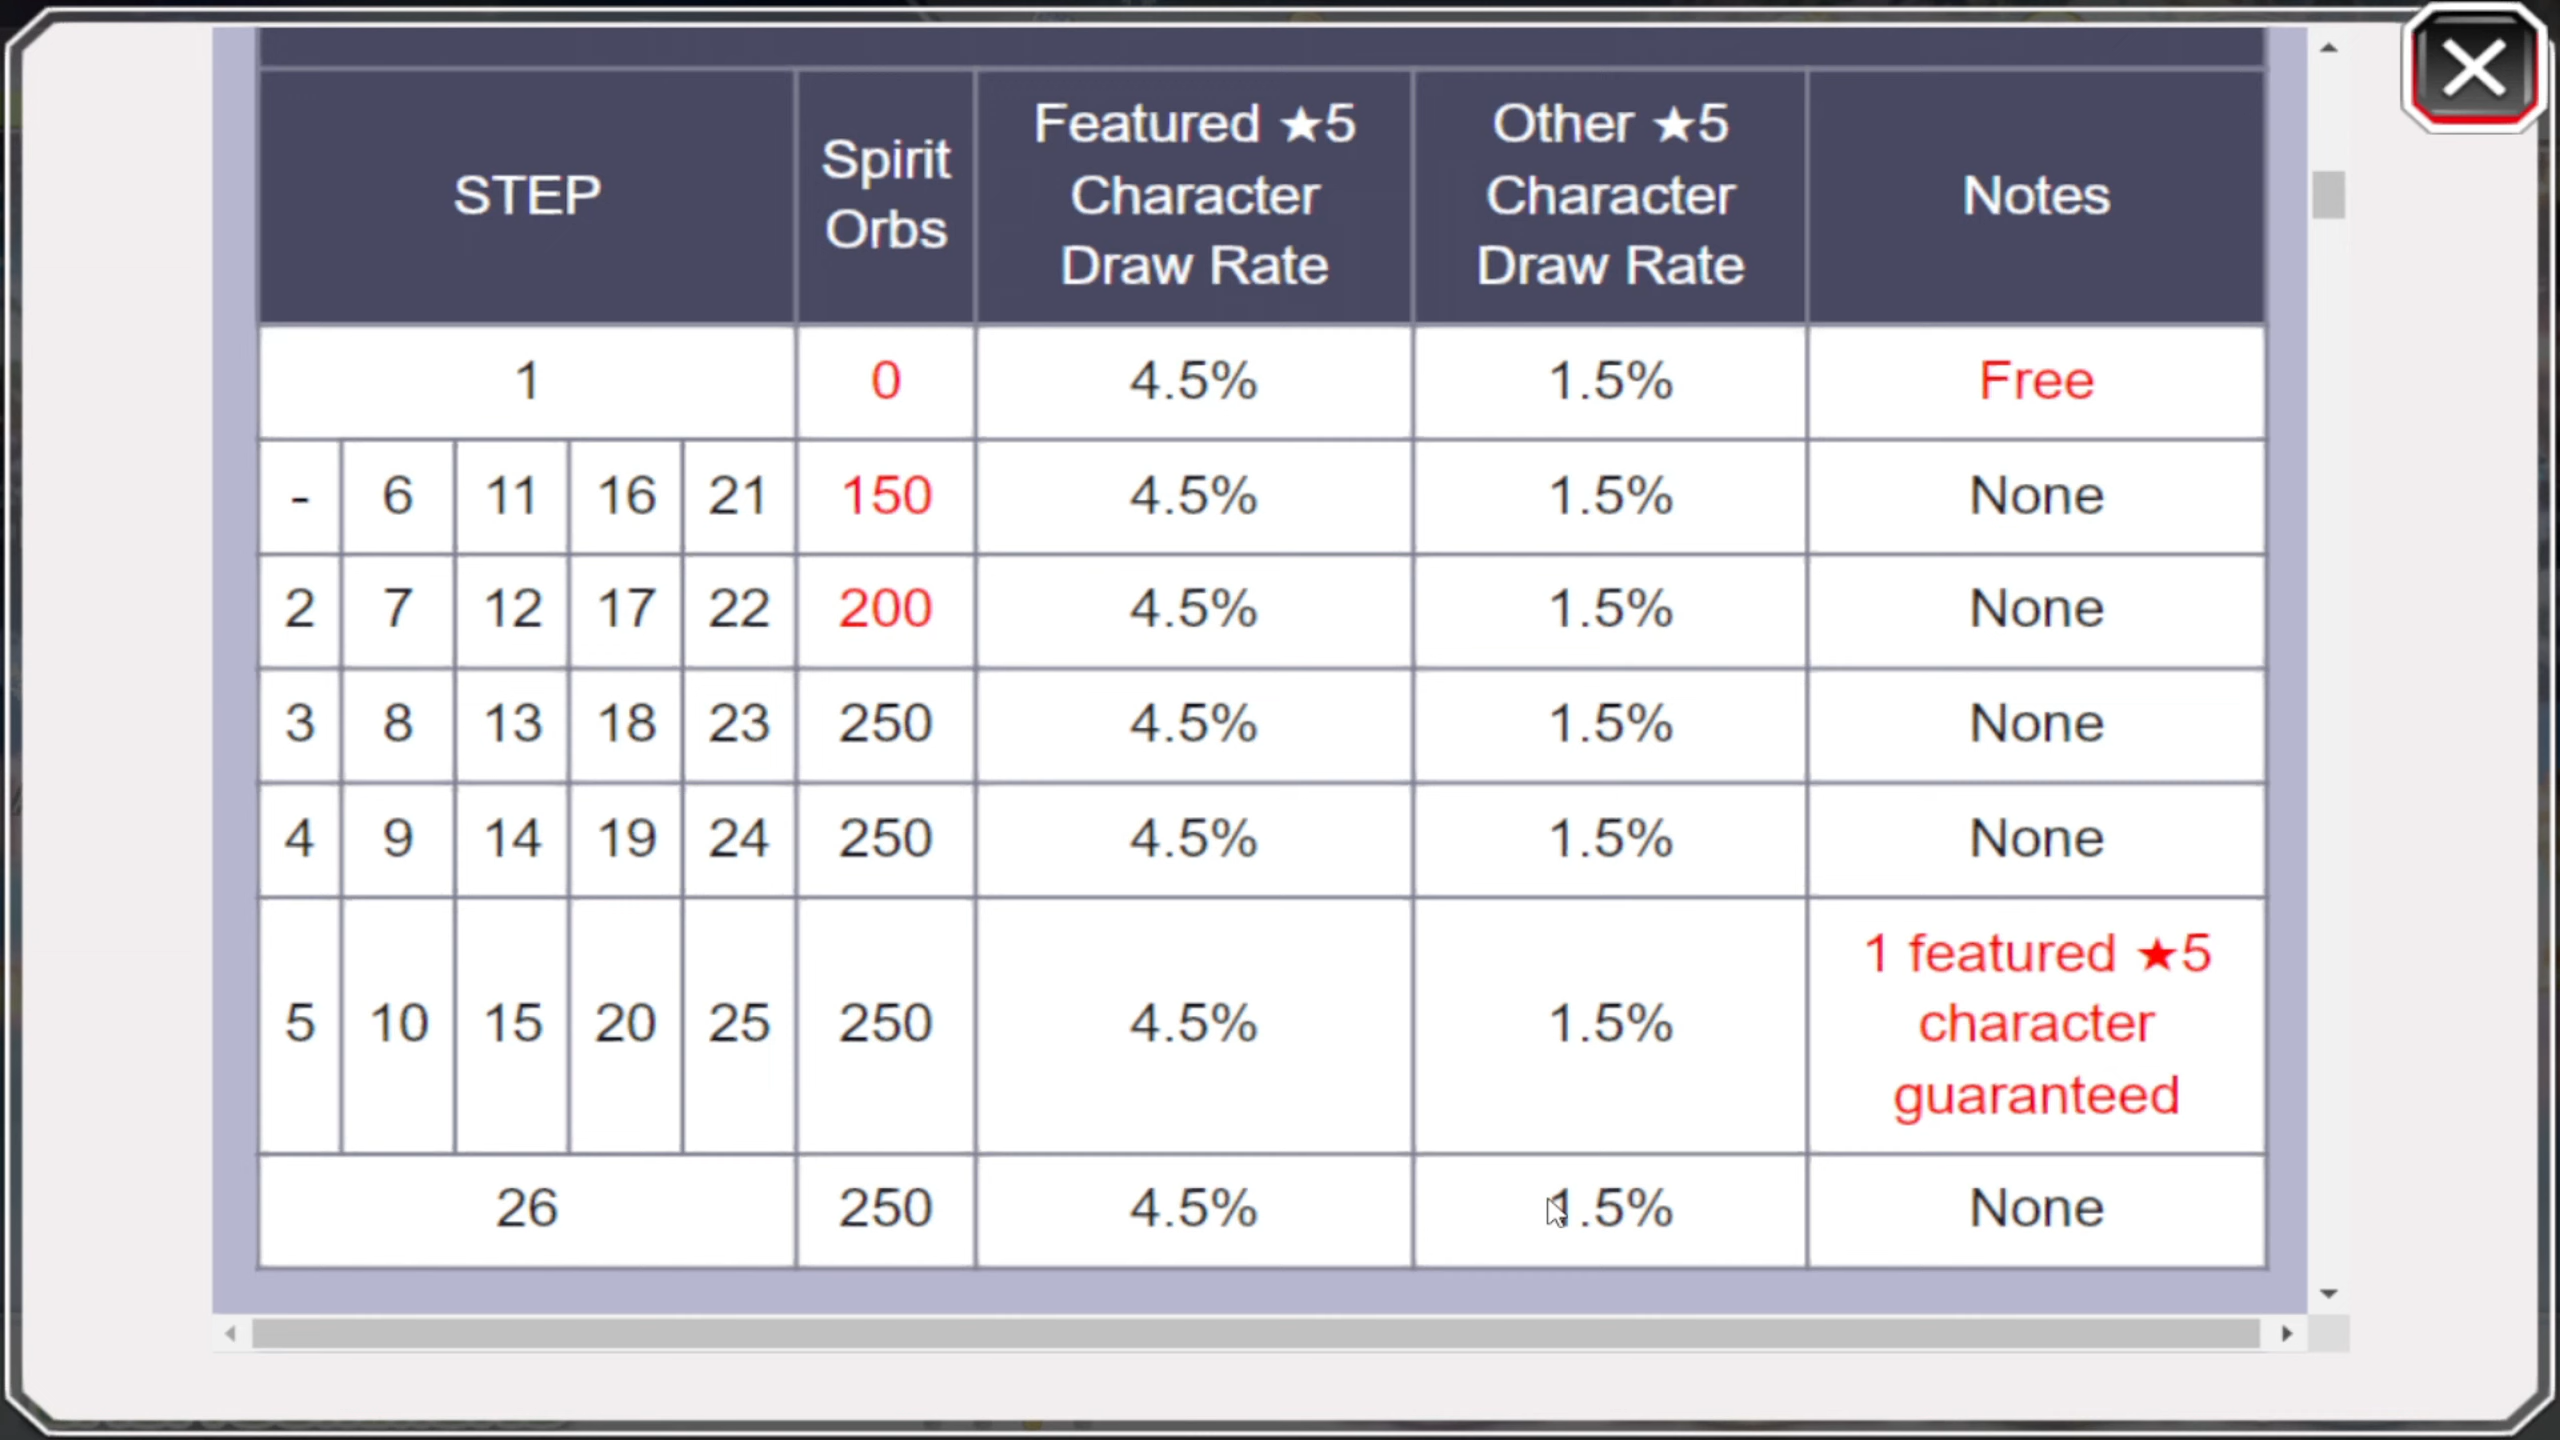 STEP
Spirit
Orbs
Featured ★5
Character
Draw Rate
Other ★5
Character
Draw Rate
Notes
1 0 4.5% 1.5% Free
- 6 11 16 21 150 4.5% 1.5% None
2 7 12 17 22 200 4.5% 1.5% None
3 8 13 18 23 250 4.5% 1.5% None
4 9 14 19 24 250 4.5% 1.5% None
5 10 15 20 25 250 4.5% 1.5% 1 featured ★5
character
guaranteed
26 250 4.5% 1.5% None